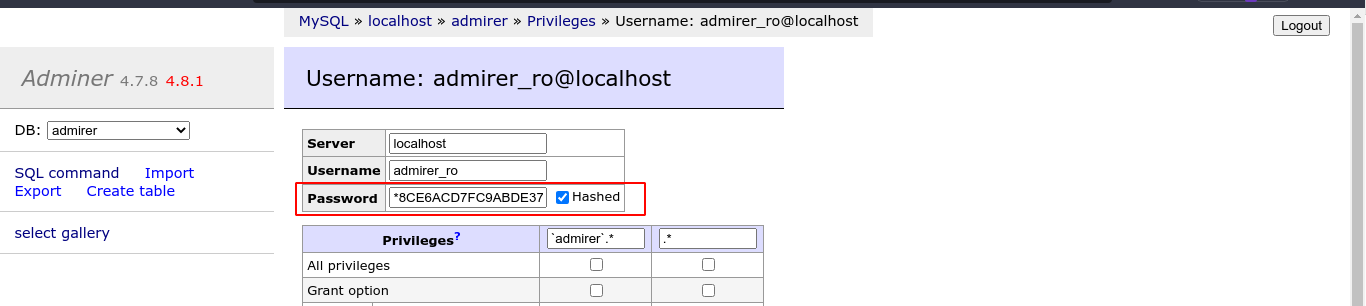 MySQL » localhost » admirer » Privileges » Username: admirer_ro@localhost
Logout
Adminer 4.7.8 4.8.1
DB: admirer
SQL command Import
Export Create table
select gallery
Username: admirer_ro@localhost
Server localhost
Username admirer_ro
Password *8CE6ACD7FC9ABDE37 Hashed
Privileges? `admirer`.* .*
All privileges
Grant option